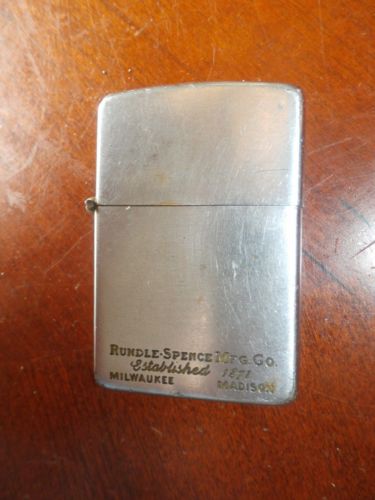 RUNDLE-SPENCE MFG. CO.
Established 1871
MILWAUKEE MADISON